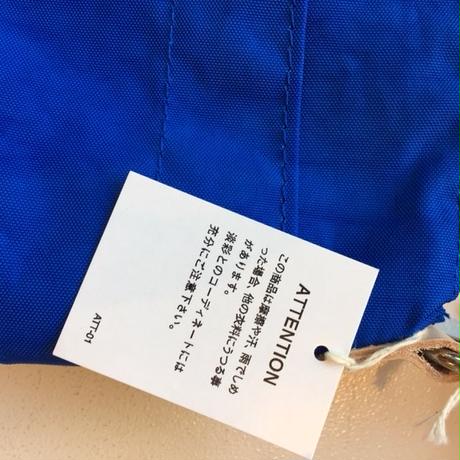 ATTENTION
この商品は摩擦や汗、雨でしめ
った場合、他の衣料にうつる事
があります。
淡彩とのコーディネートには
充分にご注意下さい。
ATT-01